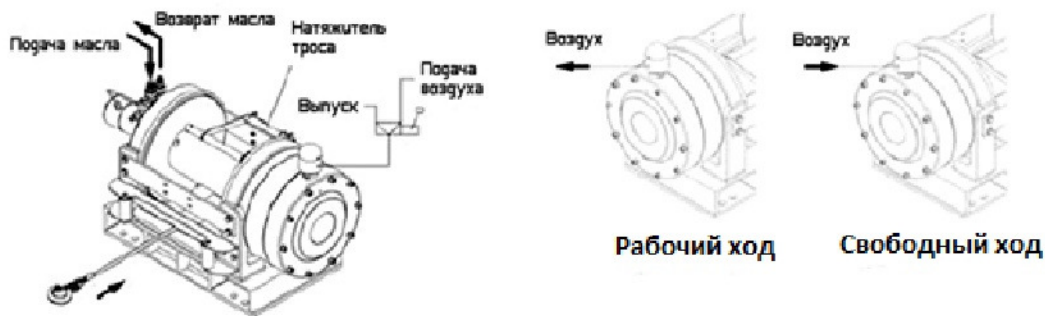 Возврат масла
Подача масла
Натяжитель
троса
Подача
воздуха
Выпуск
Воздух
Воздух
Рабочий ход
Свободный ход